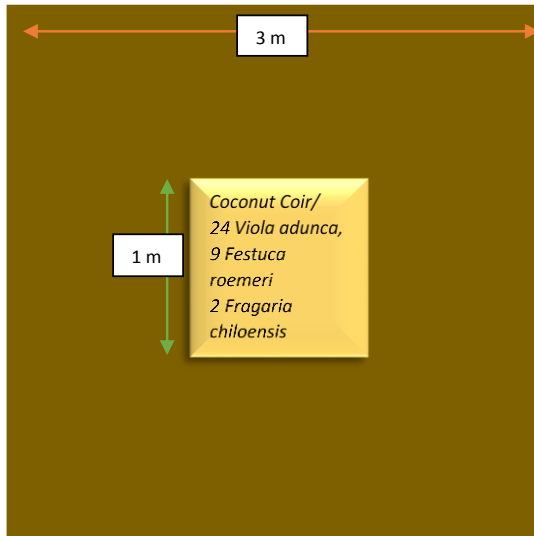 3 m
Coconut Coir/
24 Viola adunca,
9 Festuca
roemeri
2 Fragaria
chiloensis
1 m